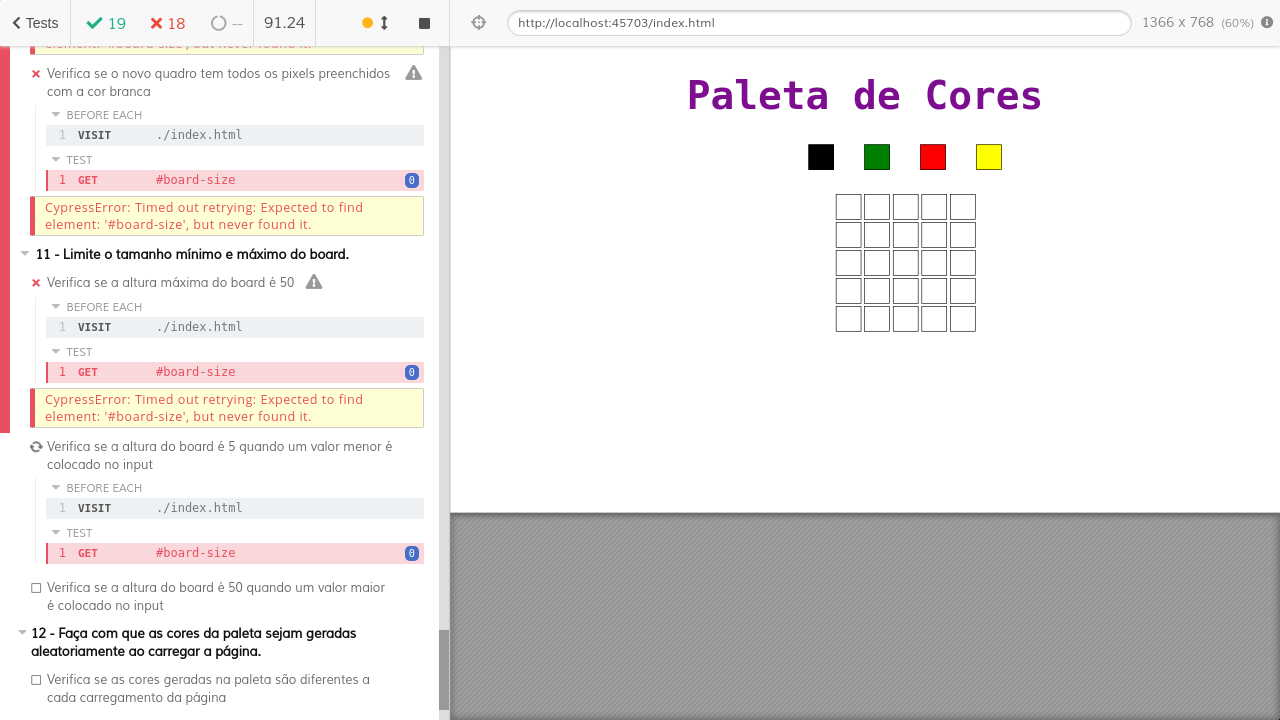 Tests
19
18
--
91.24
http://localhost:45703/index.html
1366 x 768 (60%)
element: '#board-size', but never found it.
Verifica se o novo quadro tem todos os pixels preenchidos
com a cor branca
BEFORE EACH
1 VISIT ./index.html
TEST
1 GET #board-size 0
CypressError: Timed out retrying: Expected to find
element: '#board-size', but never found it.
11 - Limite o tamanho mínimo e máximo do board.
Verifica se a altura máxima do board é 50
BEFORE EACH
1 VISIT ./index.html
TEST
1 GET #board-size 0
CypressError: Timed out retrying: Expected to find
element: '#board-size', but never found it.
Verifica se a altura do board é 5 quando um valor menor é
colocado no input
BEFORE EACH
1 VISIT ./index.html
TEST
1 GET #board-size 0
Verifica se a altura do board é 50 quando um valor maior
é colocado no input
12 - Faça com que as cores da paleta sejam geradas
aleatoriamente ao carregar a página.
Verifica se as cores geradas na paleta são diferentes a
cada carregamento da página
Paleta de Cores